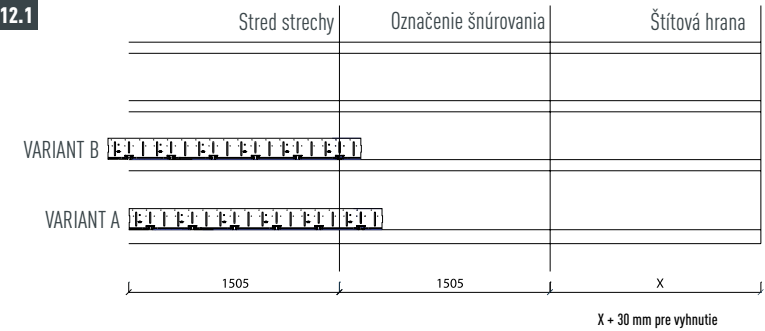 12.1
Stred strechy
Označenie šnúrovania
Štítová hrana
VARIANT B
VARIANT A
1505
1505
X
X + 30 mm pre vyhnutie